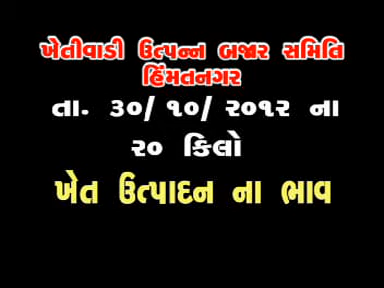 ખેતીવાડી ઉત્પન્ન બજાર સમિતિ
હિંમતનગર
તા. ૩૦/ ૧૦/ ૨૦૧૨ ના
૨૦ કિલો
ખેત ઉત્પાદન ના ભાવ